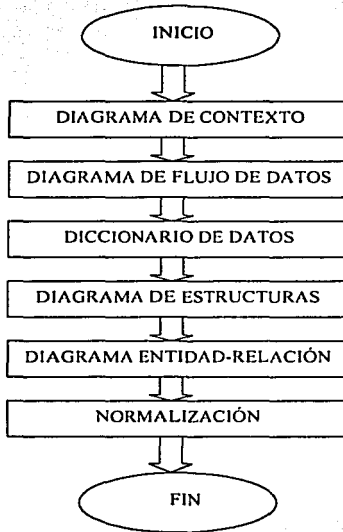 INICIO
DIAGRAMA DE CONTEXTO
DIAGRAMA DE FLUJO DE DATOS
DICCIONARIO DE DATOS
DIAGRAMA DE ESTRUCTURAS
DIAGRAMA ENTIDAD-RELACIÓN
NORMALIZACIÓN
FIN